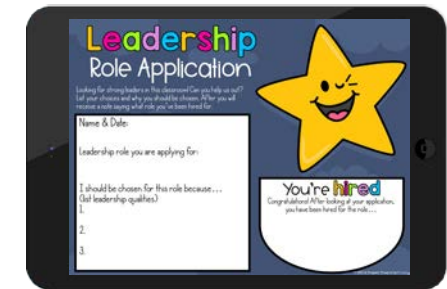 Leadership
Role Application
Looking for strong leaders in this classroom! Can you help us out?
List your choices and why you should be chosen. After you will
receive a note saying what role you've been hired for.
Name & Date:
Leadership role you are applying for:
I should be chosen for this role because...
(list leadership qualities)
1.
2.
3.
You're hired
Congratulations! After looking at your application,
you have been hired for the role...